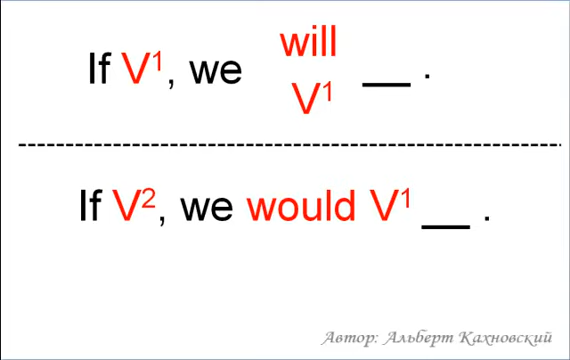 If V¹, we will V¹ __ .
If V², we would V¹ __ .
Автор: Альберт Кахновский